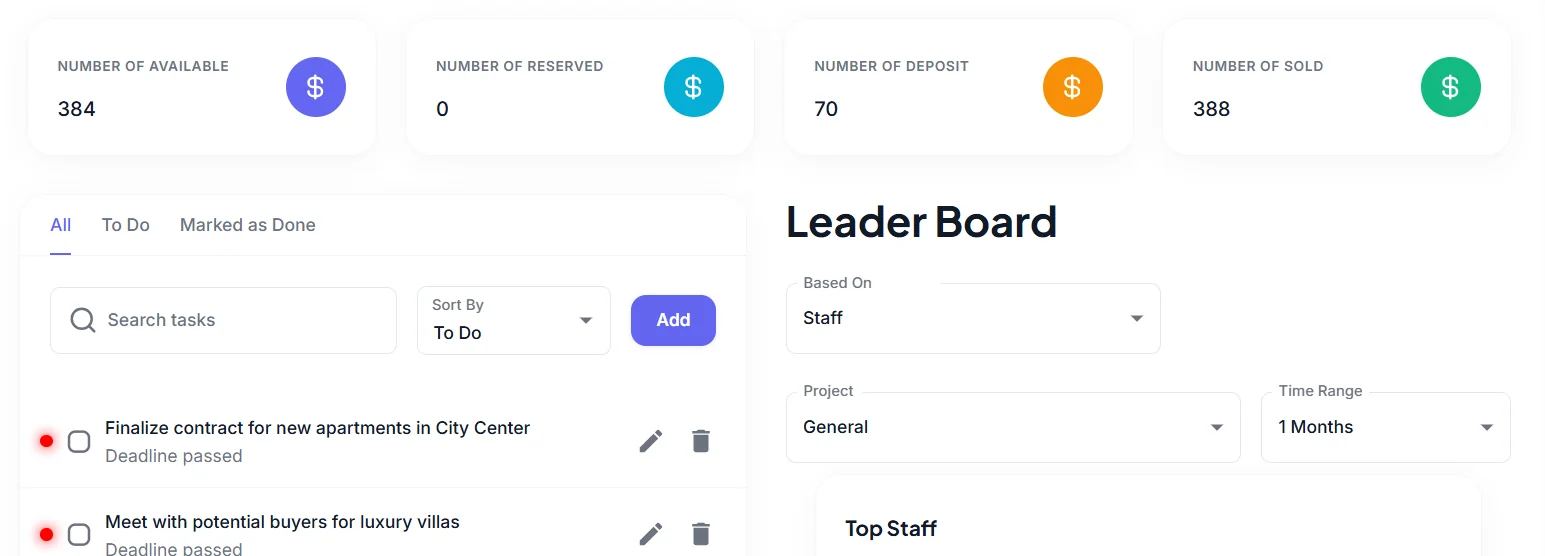 NUMBER OF AVAILABLE
384
$
NUMBER OF RESERVED
0
$
NUMBER OF DEPOSIT
70
$
NUMBER OF SOLD
388
$
All
To Do
Marked as Done
Search tasks
Sort By
To Do
Add
Finalize contract for new apartments in City Center
Deadline passed
Meet with potential buyers for luxury villas
Deadline passed
Leader Board
Based On
Staff
Project
General
Time Range
1 Months
Top Staff